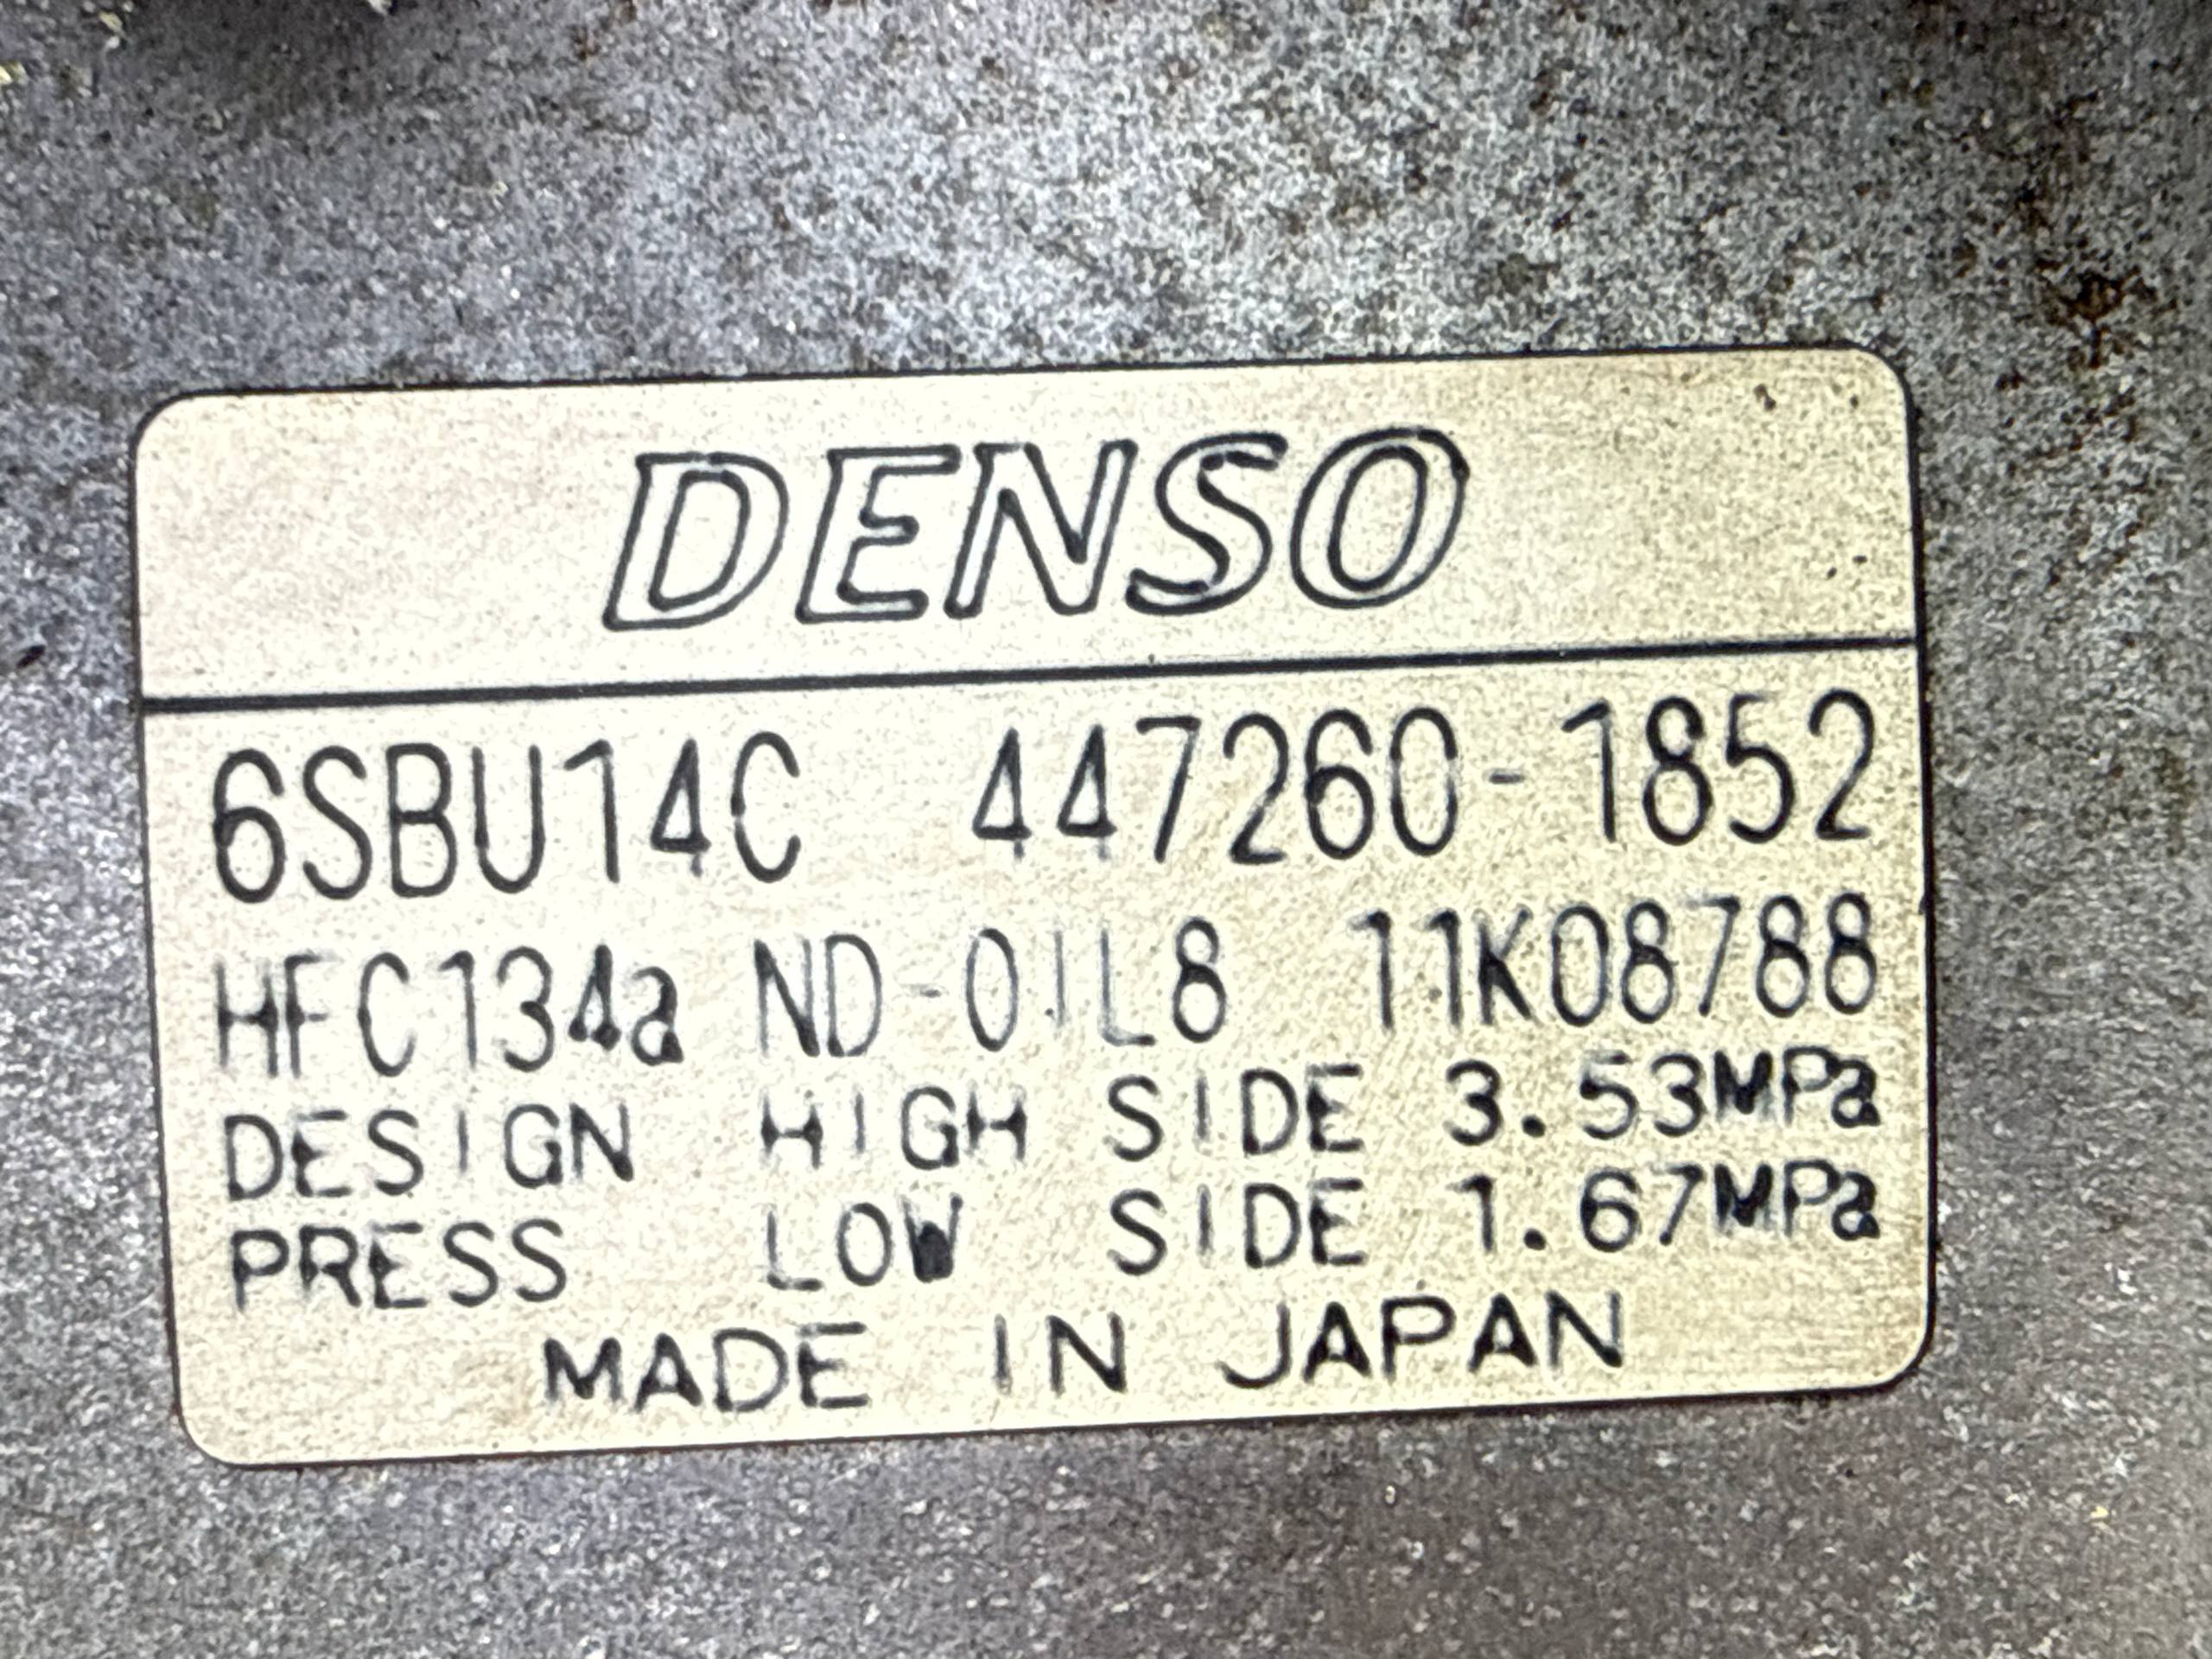 DENSO
6SBU14C 447260-1852
HFC134a ND-OIL8 11K08788
DESIGN HIGH SIDE 3.53MPa
PRESS LOW SIDE 1.67MPa
MADE IN JAPAN